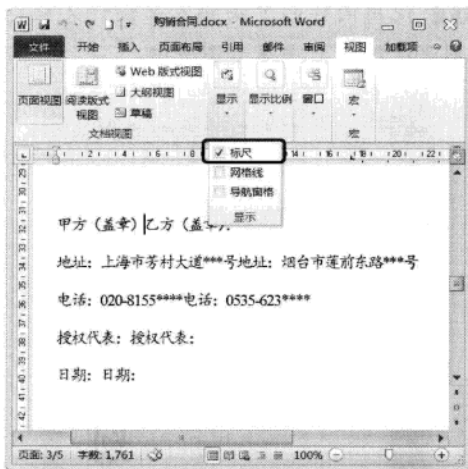 购销合同.docx - Microsoft Word
文件 开始 插入 页面布局 引用 邮件 审阅 视图 加载项
页面视图 阅读版式视图 Web 版式视图 大纲视图 草稿 显示 显示比例 窗口 宏
文档视图 宏
标尺
网格线
导航窗格
显示
甲方（盖章）乙方（盖章）：
地址：上海市芳村大道***号地址：烟台市莲前东路***号
电话：020-8155****电话：0535-623****
授权代表：授权代表：
日期：日期：
页面: 3/5 字数: 1,761 100%